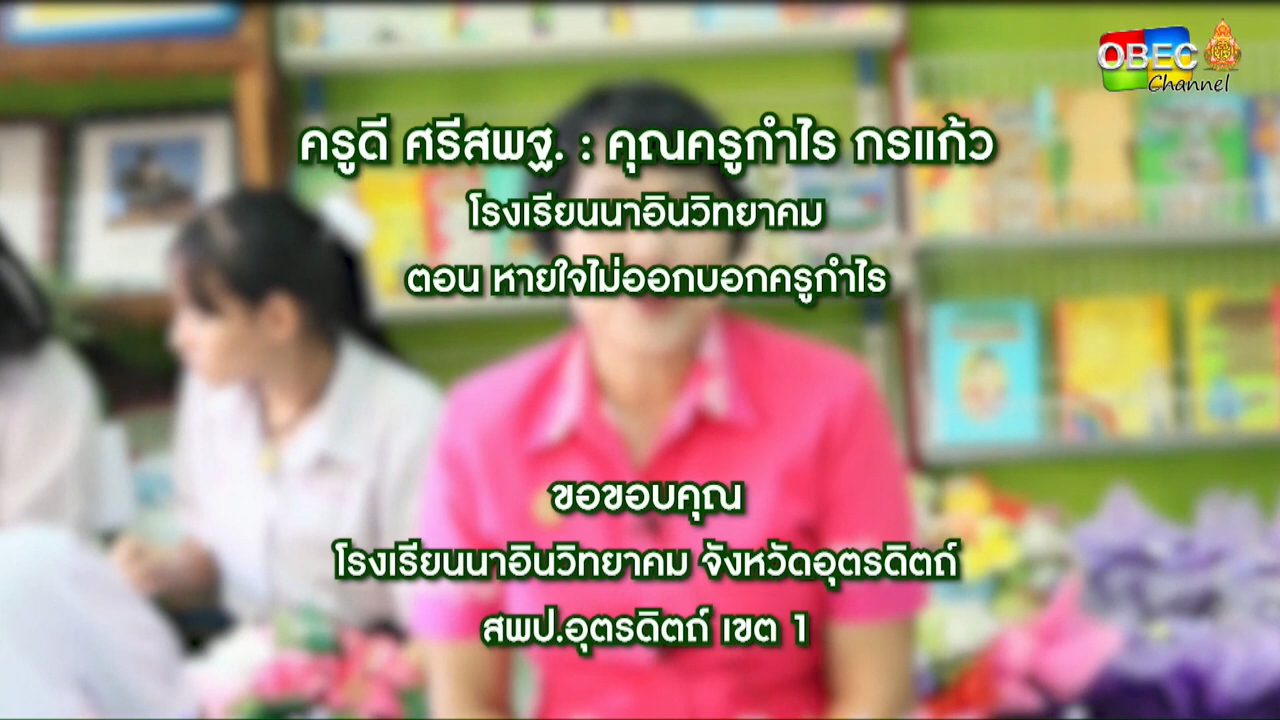 OBEC
Channel
ครูดี ศรีสพฐ. : คุณครูกำไร กรแก้ว
โรงเรียนนาอินวิทยาคม
ตอน หายใจไม่ออกบอกครูกำไร
ขอขอบคุณ
โรงเรียนนาอินวิทยาคม จังหวัดอุตรดิตถ์
สพป.อุตรดิตถ์ เขต 1